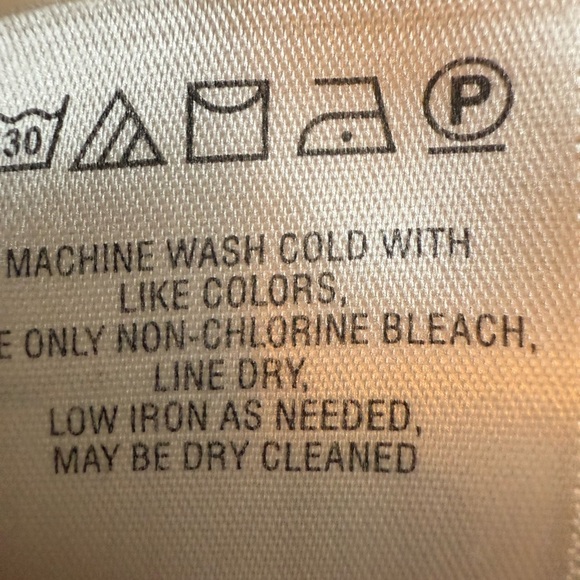 30 P
MACHINE WASH COLD WITH
LIKE COLORS,
E ONLY NON-CHLORINE BLEACH,
LINE DRY,
LOW IRON AS NEEDED,
MAY BE DRY CLEANED